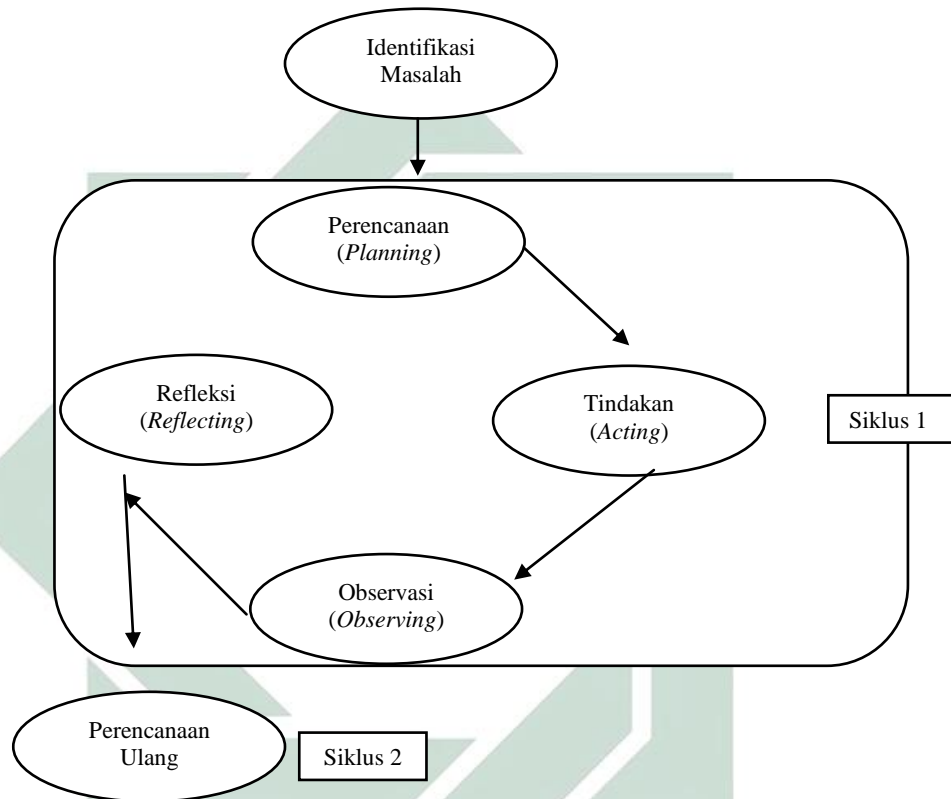 Identifikasi
Masalah
Perencanaan
(Planning)
Refleksi
(Reflecting)
Tindakan
(Acting)
Siklus 1
Observasi
(Observing)
Perencanaan
Ulang
Siklus 2